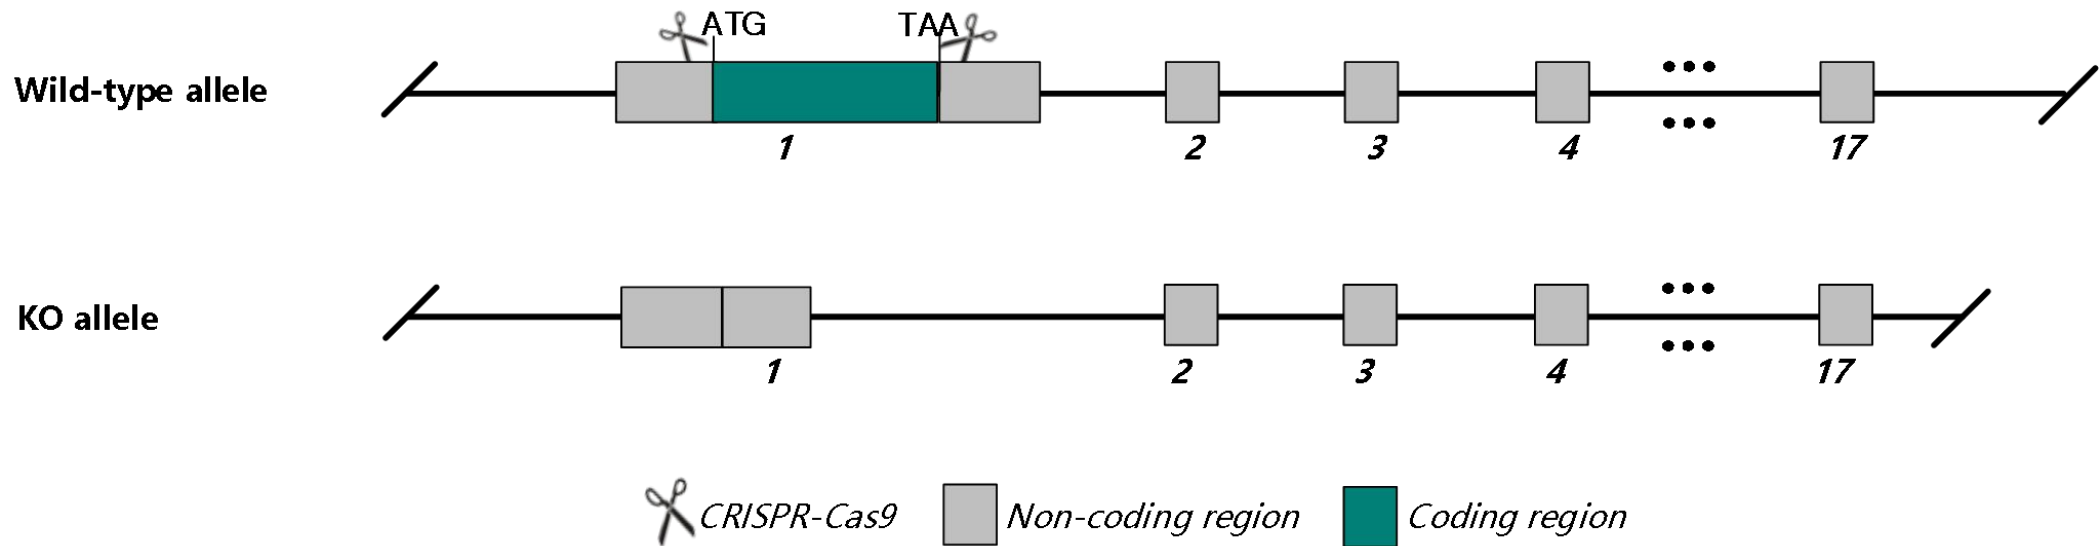 ATG TAA
Wild-type allele
1 2 3 4 17
KO allele
1 2 3 4 17
CRISPR-Cas9 Non-coding region Coding region